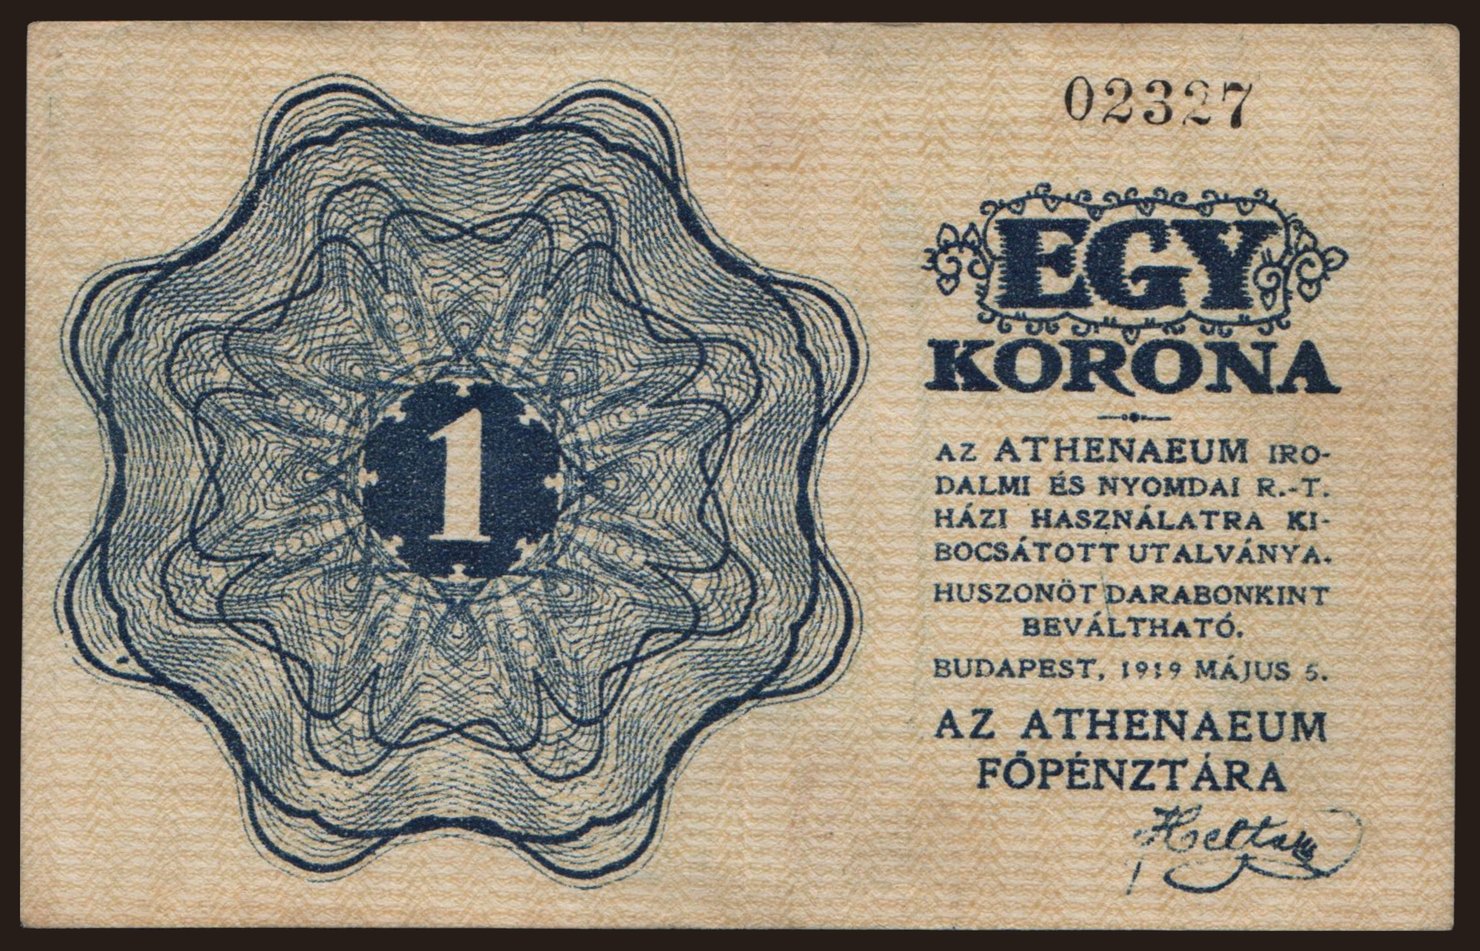 02327
EGY
KORONA
1
AZ ATHENAEUM IRO-
DALMI ÉS NYOMDAI R.-T.
HÁZI HASZNÁLATRA KI-
BOCSÁTOTT UTALVÁNYA.
HUSZONÖT DARABONKINT
BEVÁLTHATÓ.
BUDAPEST, 1919 MÁJUS 5.
AZ ATHENAEUM
FŐPÉNZTÁRA